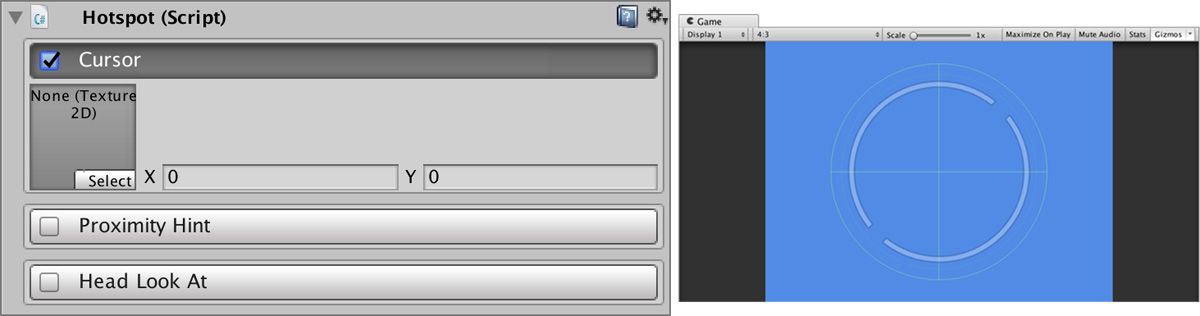 C#
Hotspot (Script)
Cursor
None (Texture
2D)
Select
X 0
Y 0
Proximity Hint
Head Look At
Game
Display 1
4:3
Scale
1x
Maximize On Play
Mute Audio
Stats
Gizmos